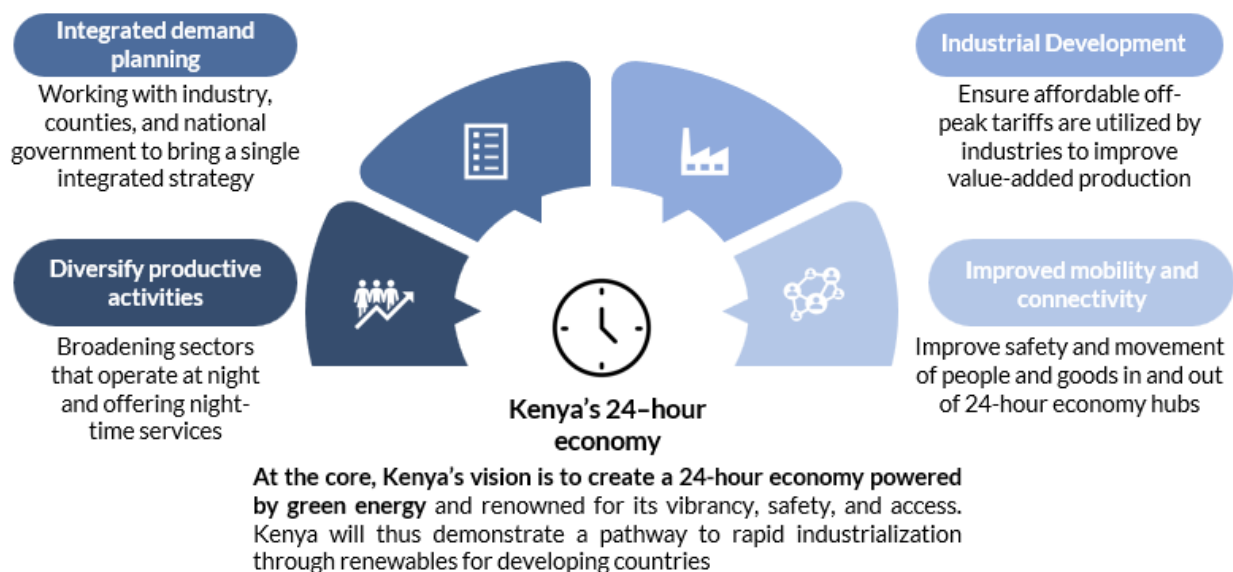 Integrated demand
planning
Working with industry,
counties, and national
government to bring a single
integrated strategy
Diversify productive
activities
Broadening sectors
that operate at night
and offering night-
time services
Industrial Development
Ensure affordable off-
peak tariffs are utilized by
industries to improve
value-added production
Improved mobility and
connectivity
Improve safety and movement
of people and goods in and out
of 24-hour economy hubs
Kenya’s 24–hour
economy
At the core, Kenya’s vision is to create a 24-hour economy powered
by green energy and renowned for its vibrancy, safety, and access.
Kenya will thus demonstrate a pathway to rapid industrialization
through renewables for developing countries